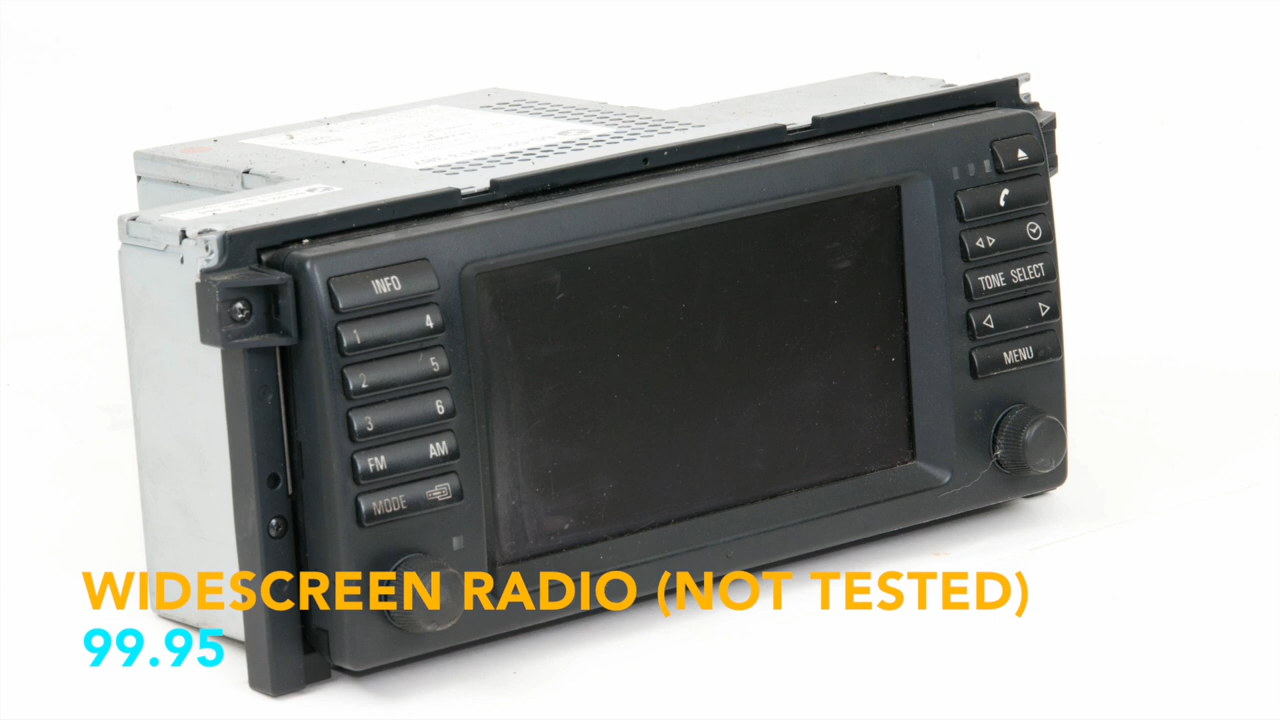 INFO
1 4
2 5
3 6
FM AM
MODE
TONE SELECT
MENU
WIDESCREEN RADIO (NOT TESTED)
99.95